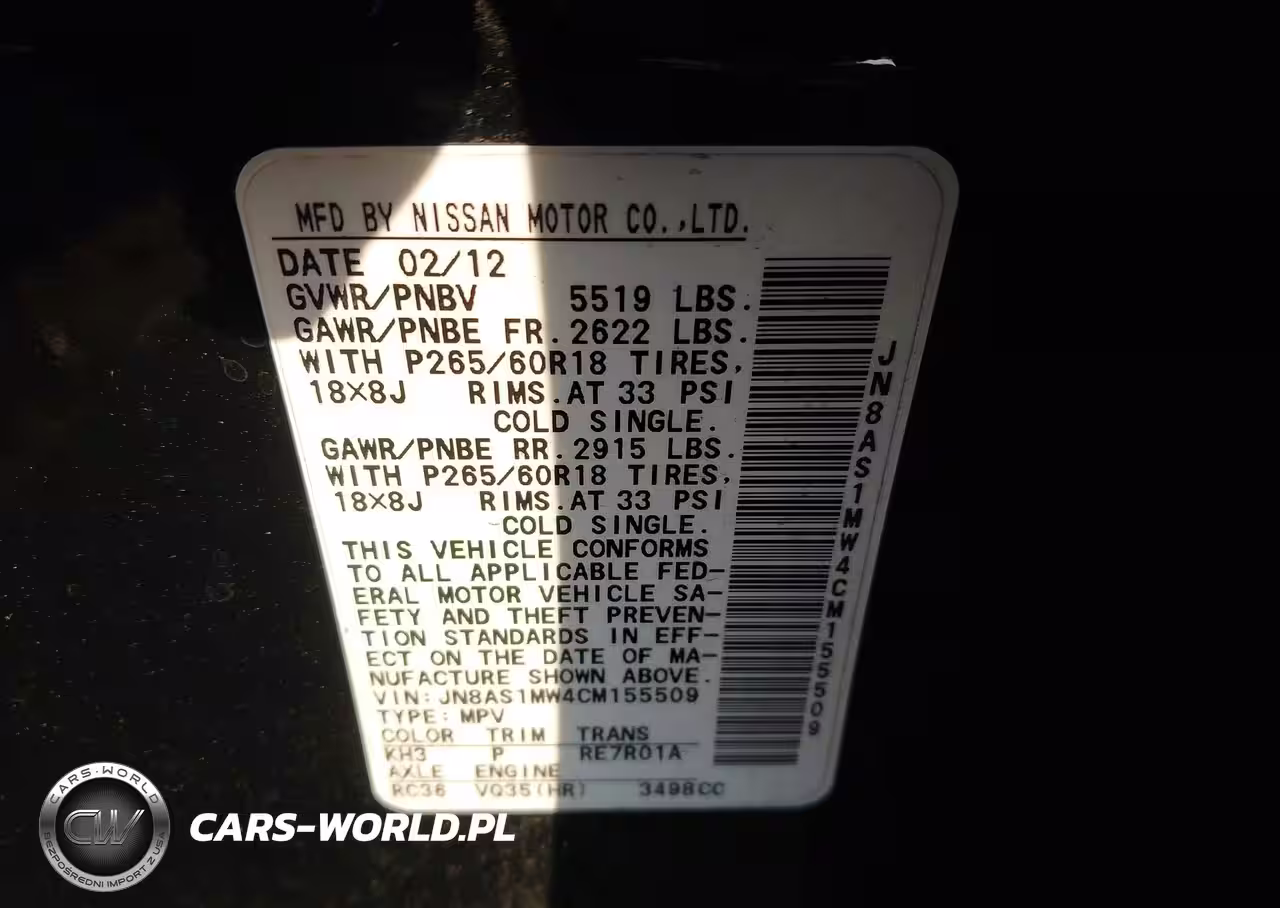 MFD BY NISSAN MOTOR CO.,LTD.
DATE 02/12
GVWR/PNBV 5519 LBS.
GAWR/PNBE FR.2622 LBS.
WITH P265/60R18 TIRES,
18×8J RIMS.AT 33 PSI
COLD SINGLE.
GAWR/PNBE RR.2915 LBS.
WITH P265/60R18 TIRES,
18×8J RIMS.AT 33 PSI
COLD SINGLE.
THIS VEHICLE CONFORMS
TO ALL APPLICABLE FED-
ERAL MOTOR VEHICLE SA-
FETY AND THEFT PREVEN-
TION STANDARDS IN EFF-
ECT ON THE DATE OF MA-
NUFACTURE SHOWN ABOVE.
VIN:JN8AS1MW4CM155509
TYPE:MPV
COLOR TRIM TRANS
KH3 P RE7R01A
AXLE ENGINE
RC36 VQ35(HR) 3498CC
JN8AS1MW4CM155509
CARS-WORLD
CW
BEZPOŚREDNI IMPORT Z USA
CARS-WORLD.PL